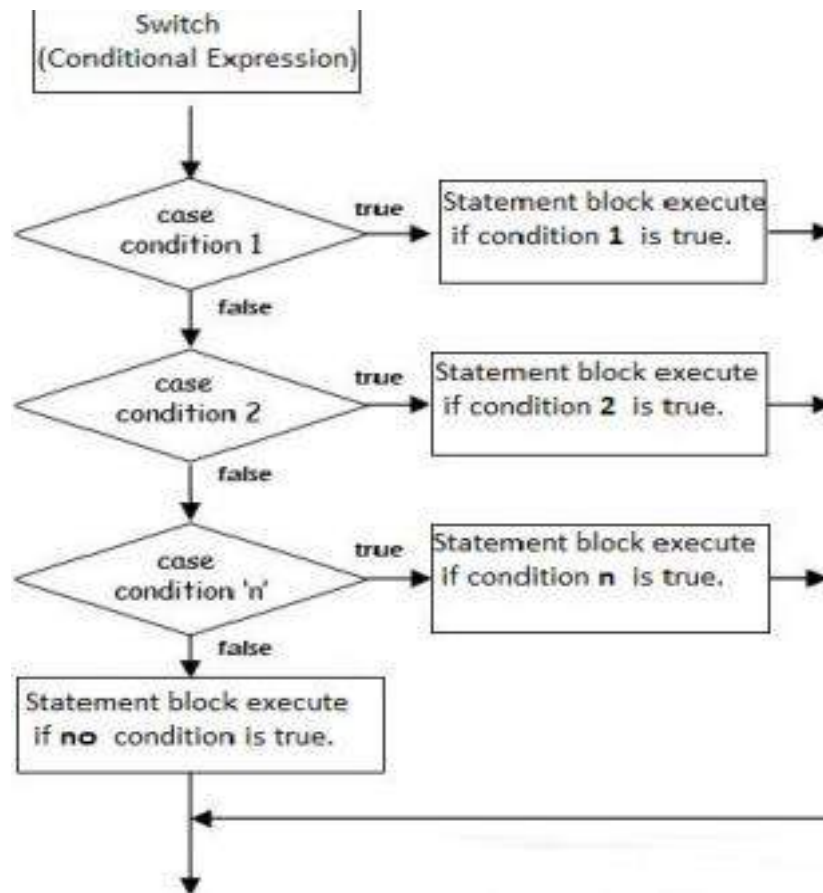 Switch
(Conditional Expression)
case
condition 1
true
Statement block execute
if condition 1 is true.
false
case
condition 2
true
Statement block execute
if condition 2 is true.
false
case
condition 'n'
true
Statement block execute
if condition n is true.
false
Statement block execute
if no condition is true.